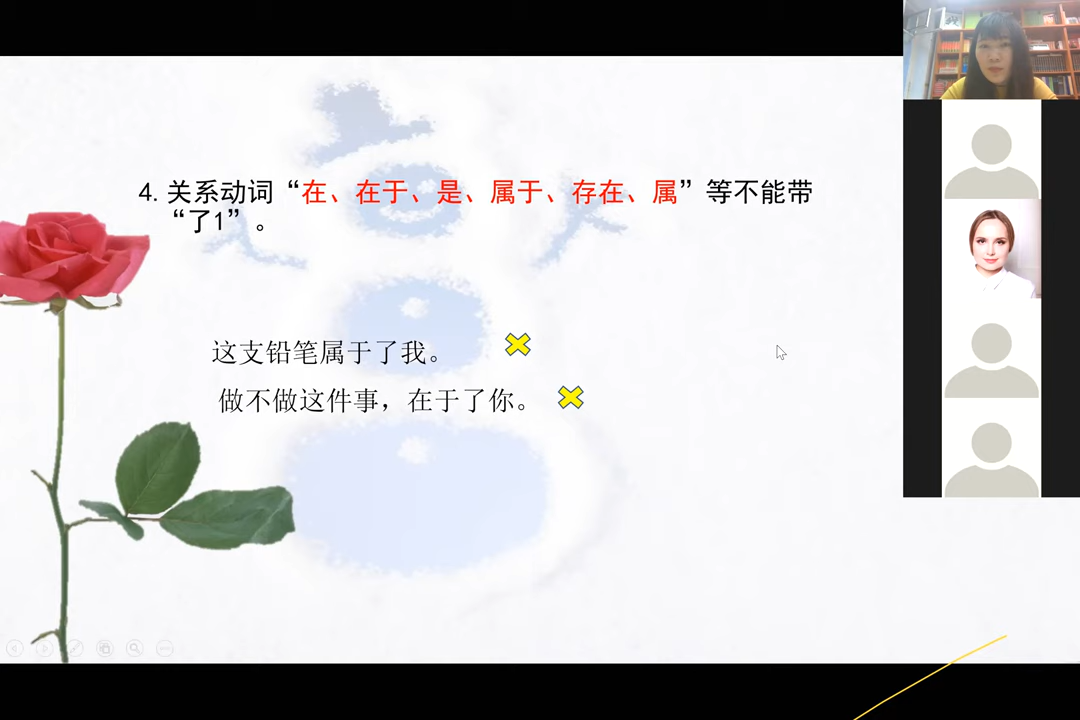 4. 关系动词“在、在于、是、属于、存在、属”等不能带
“了1”。
这支铅笔属于了我。
做不做这件事，在于了你。